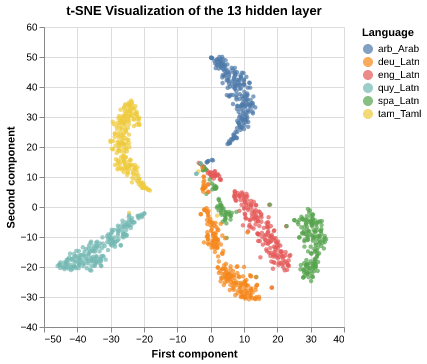 t-SNE Visualization of the 13 hidden layer
Language
arb_Arab
deu_Latn
eng_Latn
quy_Latn
spa_Latn
tam_Taml
Second component
60
50
40
30
20
10
0
−10
−20
−30
−40
−50 −40 −30 −20 −10 0 10 20 30 40
First component